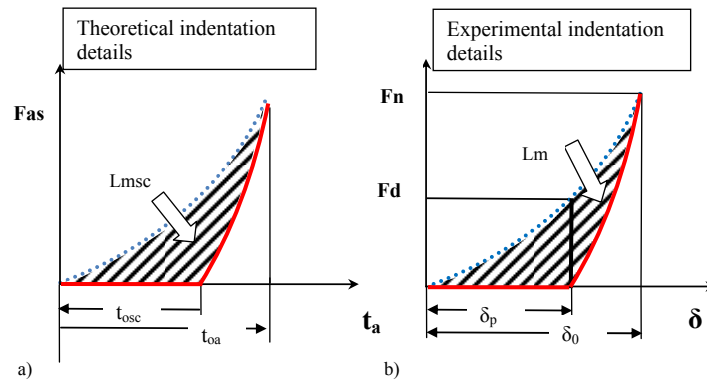 Theoretical indentation
details
Fas
Lmsc
tosc
toa
ta
a)
Experimental indentation
details
Fn
Lm
Fd
δp
δ0
δ
b)